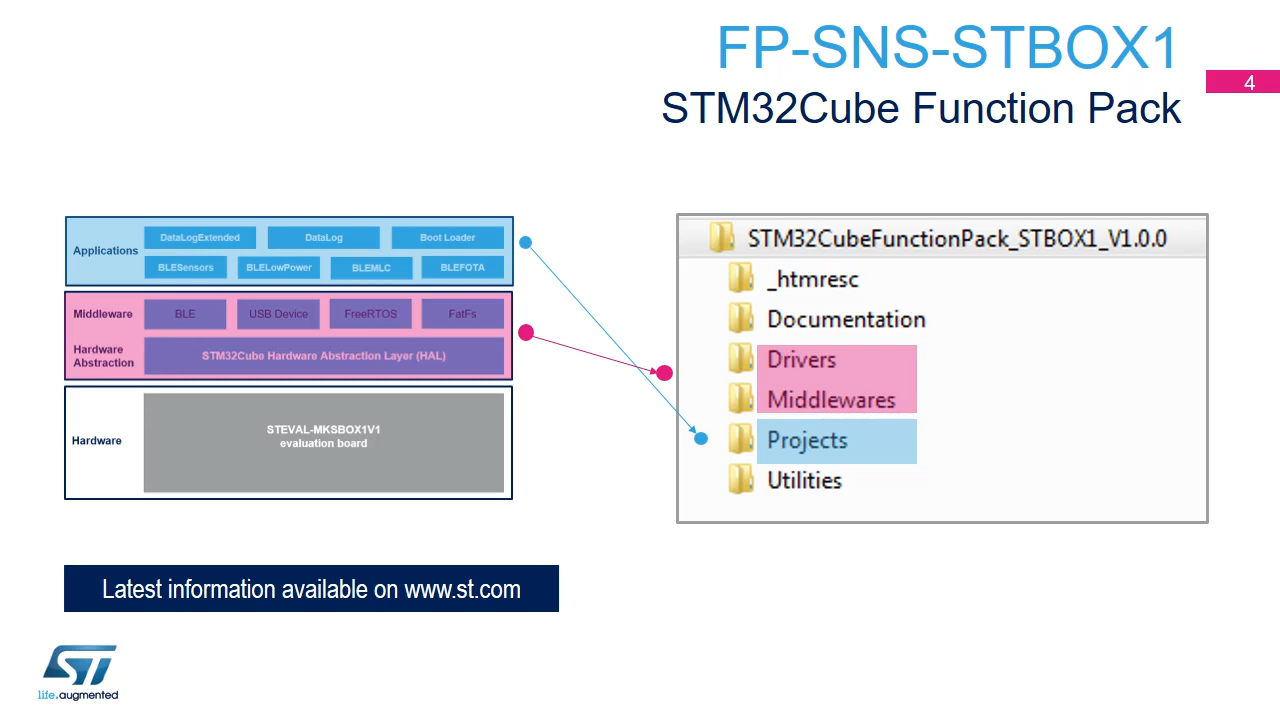 FP-SNS-STBOX1
STM32Cube Function Pack
4
Applications
DataLogExtended
DataLog
Boot Loader
BLESensors
BLELowPower
BLEMLC
BLEFOTA
Middleware
BLE
USB Device
FreeRTOS
FatFs
Hardware
Abstraction
STM32Cube Hardware Abstraction Layer (HAL)
Hardware
STEVAL-MKSBOX1V1
evaluation board
STM32CubeFunctionPack_STBOX1_V1.0.0
_htmresc
Documentation
Drivers
Middlewares
Projects
Utilities
Latest information available on www.st.com
ST
life.augmented